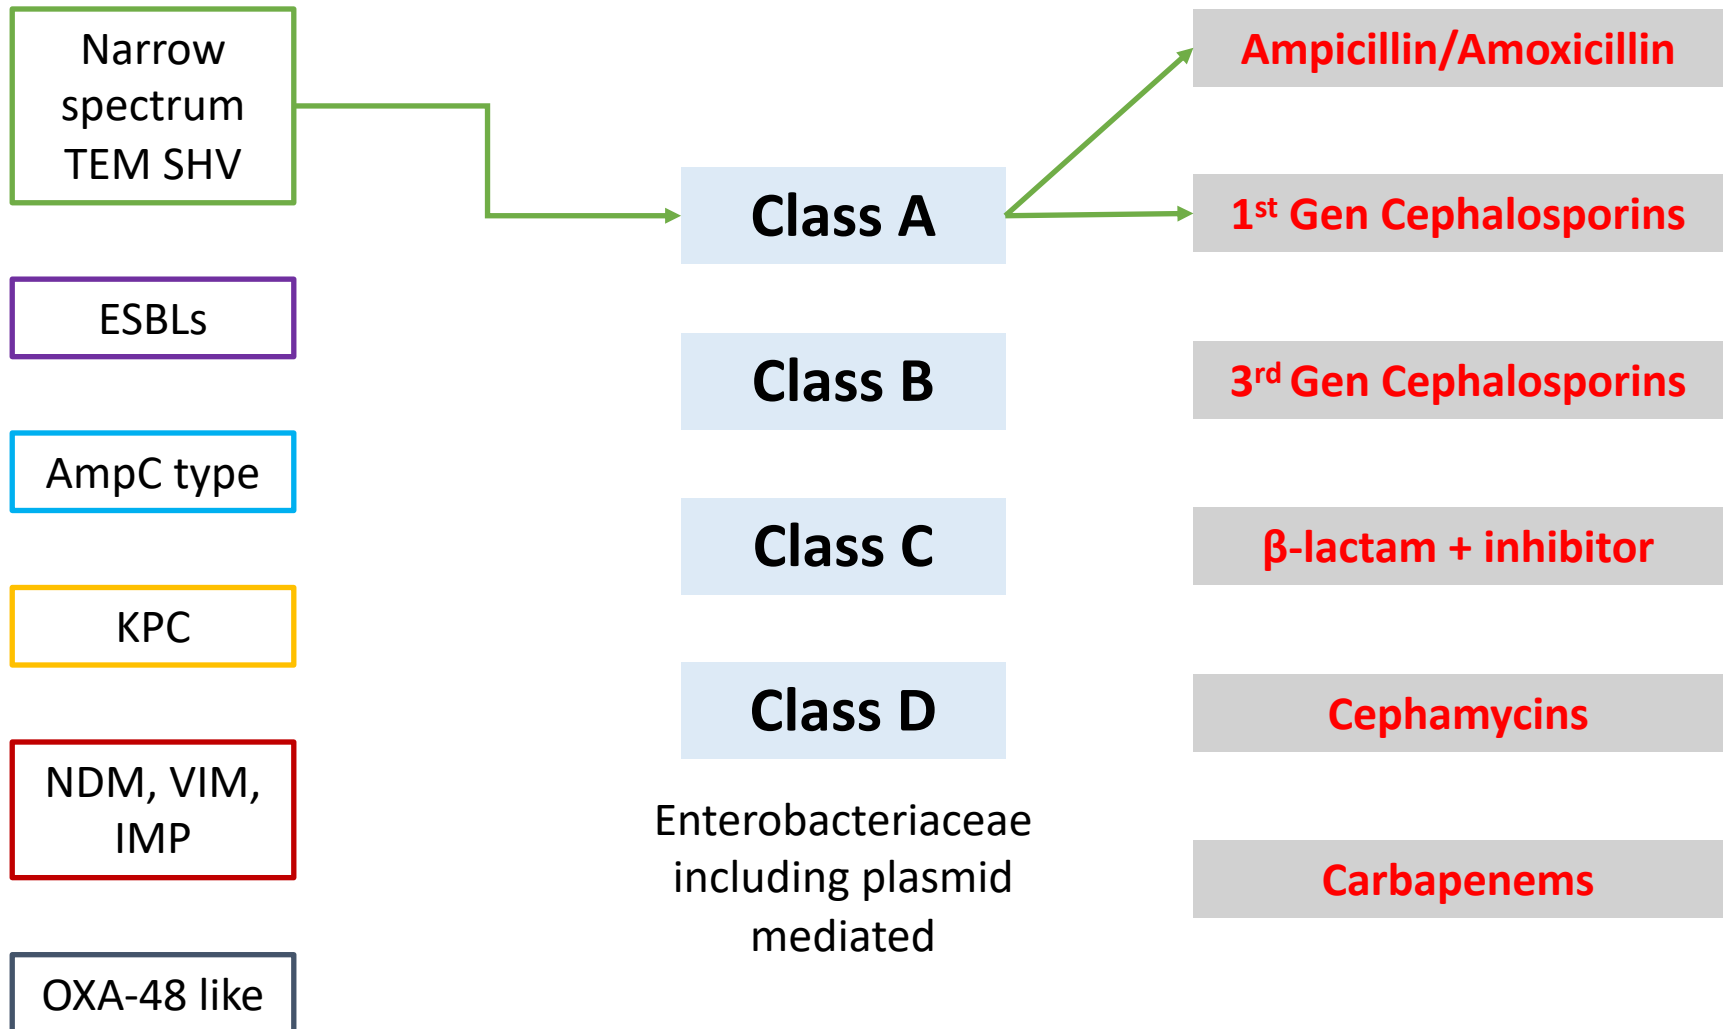 Narrow
spectrum
TEM SHV
ESBLs
AmpC type
KPC
NDM, VIM,
IMP
OXA-48 like
Class A
Class B
Class C
Class D
Enterobacteriaceae
including plasmid
mediated
Ampicillin/Amoxicillin
1st Gen Cephalosporins
3rd Gen Cephalosporins
β-lactam + inhibitor
Cephamycins
Carbapenems